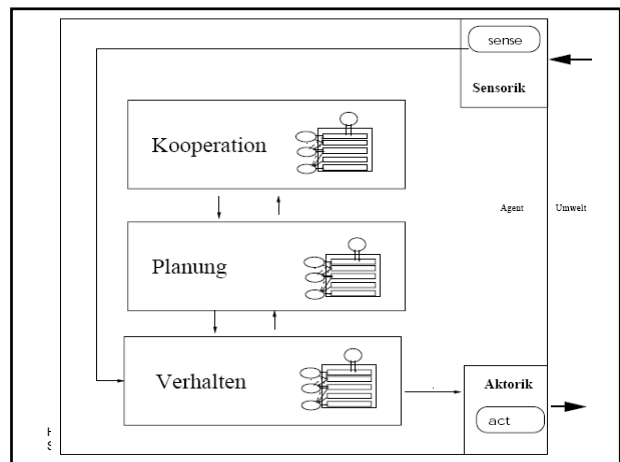 sense
Sensorik
Kooperation
Agent
Umwelt
Planung
Verhalten
Aktorik
act